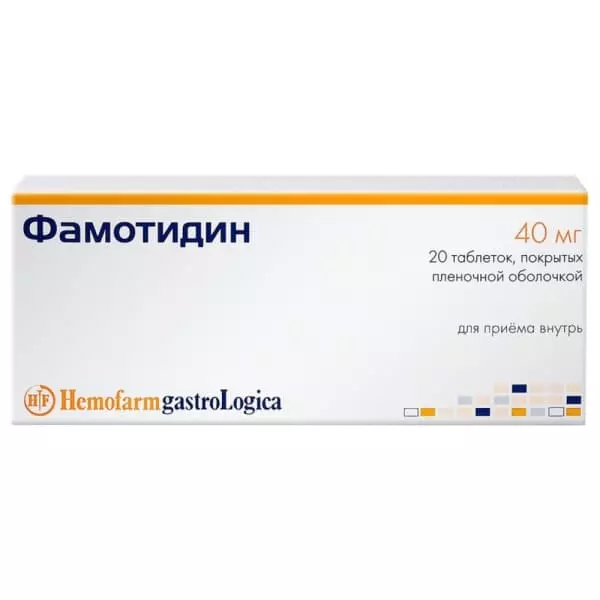 Фамотидин
40 мг
20 таблеток, покрытых
пленочной оболочкой
для приёма внутрь
HF HemofarmgastroLogica